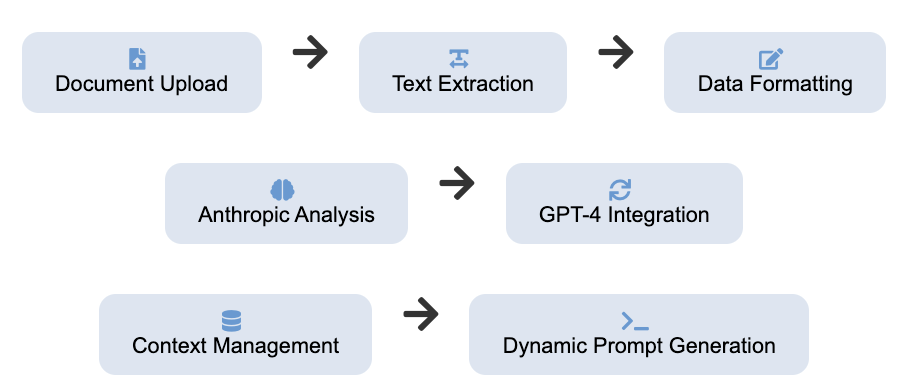 Document Upload
Text Extraction
Data Formatting
Anthropic Analysis
GPT-4 Integration
Context Management
Dynamic Prompt Generation